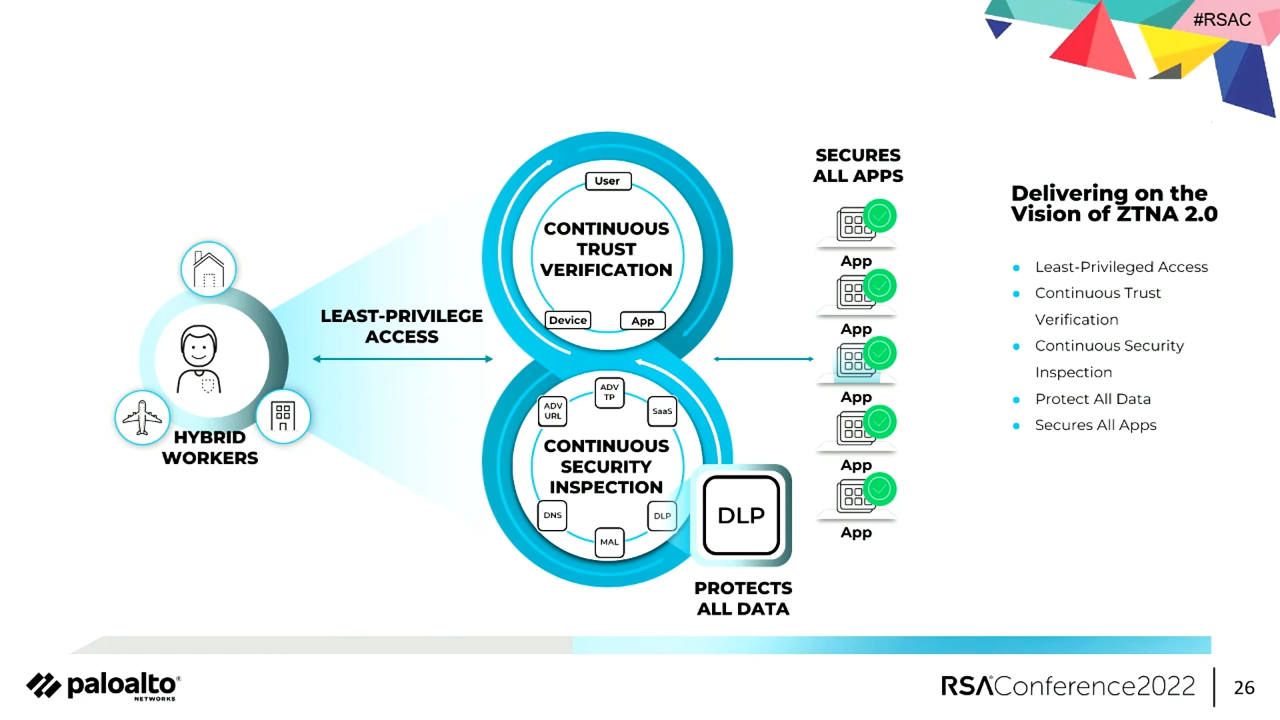 #RSAC
SECURES
ALL APPS
User
CONTINUOUS
TRUST
VERIFICATION
Device
App
LEAST-PRIVILEGE
ACCESS
HYBRID
WORKERS
ADV
TP
ADV
URL
SaaS
CONTINUOUS
SECURITY
INSPECTION
DNS
DLP
MAL
DLP
PROTECTS
ALL DATA
App
App
App
App
App
Delivering on the
Vision of ZTNA 2.0
• Least-Privileged Access
• Continuous Trust
Verification
• Continuous Security
Inspection
• Protect All Data
• Secures All Apps
paloalto®
NETWORKS
RSA Conference2022
26